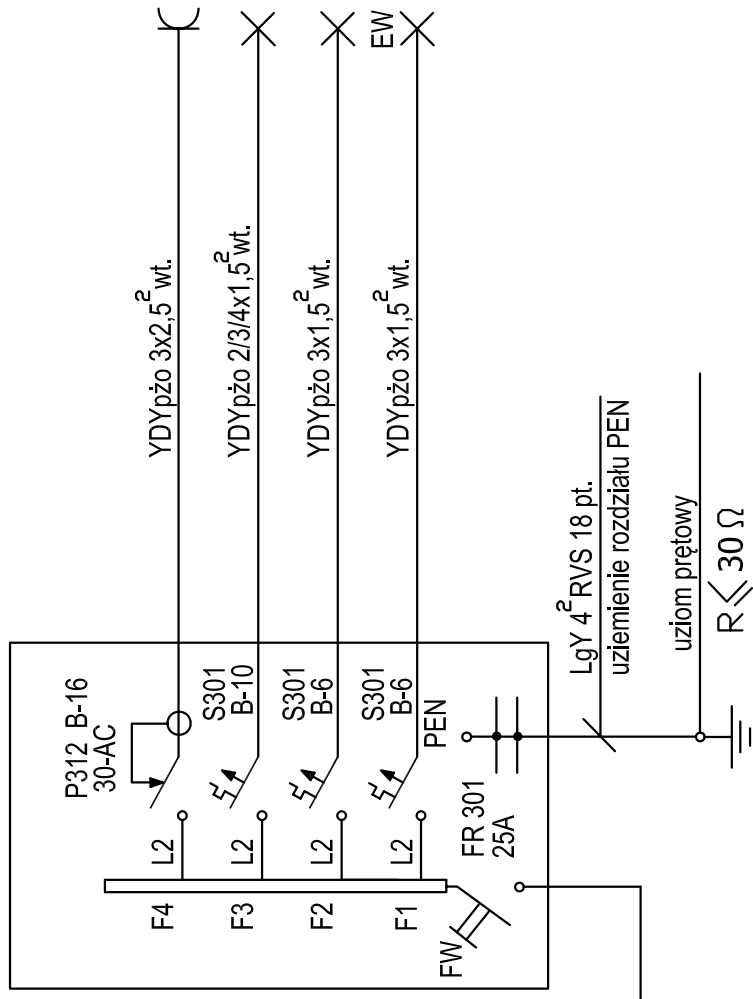 EW
YDYpżo 3x2,5² wt.
YDYpżo 2/3/4x1,5² wt.
YDYpżo 3x1,5² wt.
YDYpżo 3x1,5² wt.
P312 B-16
30-AC
S301
B-10
S301
B-6
S301
B-6
PEN
L2
L2
L2
L2
F4
F3
F2
F1
FW
FR 301
25A
LgY 4² RVS 18 pt.
uziemienie rozdziału PEN
uziom prętowy
R ⩽ 30 Ω